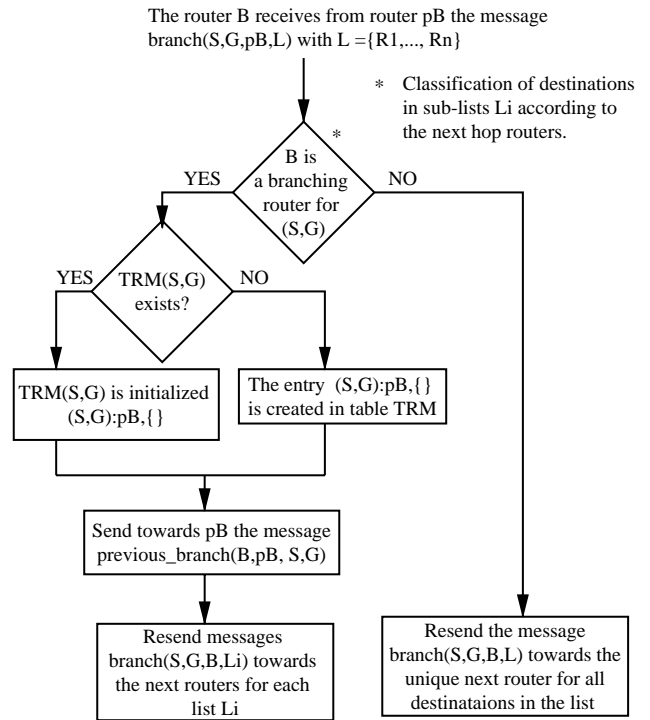 The router B receives from router pB the message
branch(S,G,pB,L) with L ={R1,..., Rn}
* Classification of destinations
in sub-lists Li according to
the next hop routers.
*
B is
a branching
router for
(S,G)
YES
NO
TRM(S,G)
exists?
YES
NO
TRM(S,G) is initialized
(S,G):pB,{}
The entry (S,G):pB,{}
is created in table TRM
Send towards pB the message
previous_branch(B,pB, S,G)
Resend messages
branch(S,G,B,Li) towards
the next routers for each
list Li
Resend the message
branch(S,G,B,L) towards the
unique next router for all
destinataions in the list